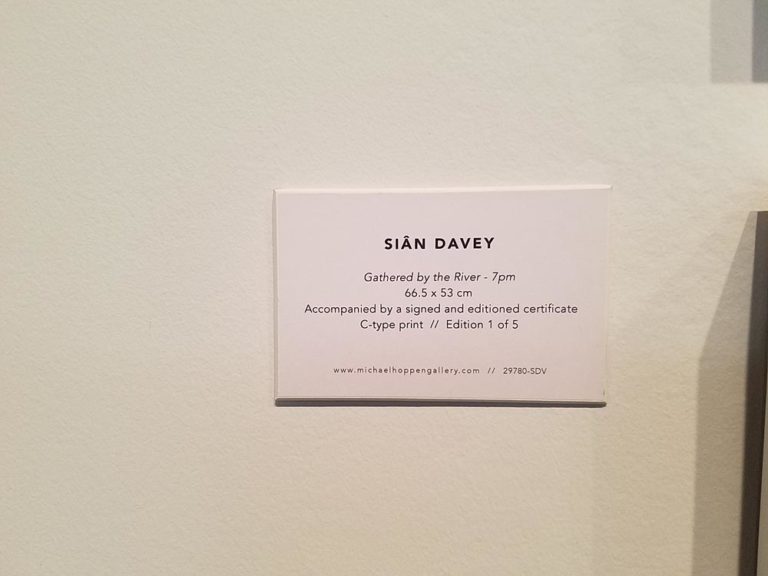 SIÂN DAVEY
Gathered by the River - 7pm
66.5 x 53 cm
Accompanied by a signed and editioned certificate
C-type print // Edition 1 of 5
www.michaelhoppengallery.com // 29780-SDV